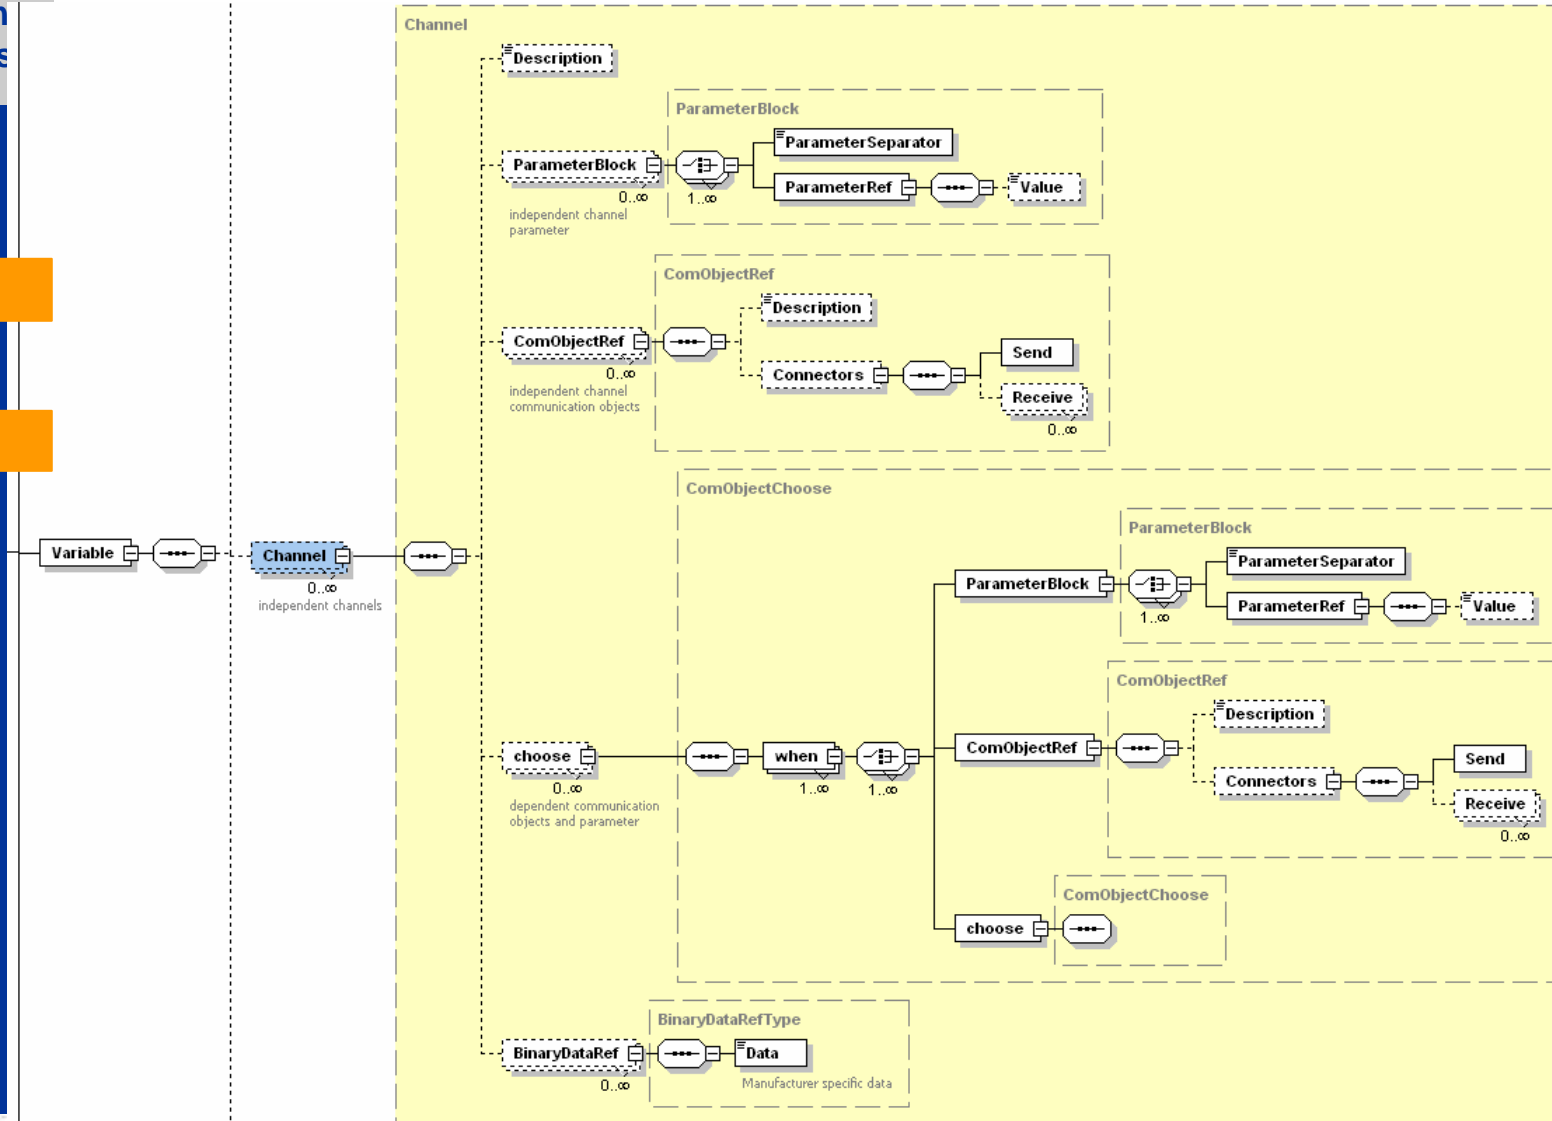 n
s
Channel
Description
ParameterBlock
ParameterSeparator
ParameterBlock
0..∞
1..∞
ParameterRef
Value
independent channel
parameter
ComObjectRef
Description
ComObjectRef
0..∞
Send
Connectors
Receive
0..∞
independent channel
communication objects
ComObjectChoose
ParameterBlock
Variable
Channel
0..∞
independent channels
ParameterSeparator
ParameterBlock
1..∞
ParameterRef
Value
ComObjectRef
Description
choose
0..∞
when
1..∞
1..∞
ComObjectRef
Send
Connectors
Receive
0..∞
dependent communication
objects and parameter
ComObjectChoose
choose
BinaryDataRefType
BinaryDataRef
0..∞
Data
Manufacturer specific data